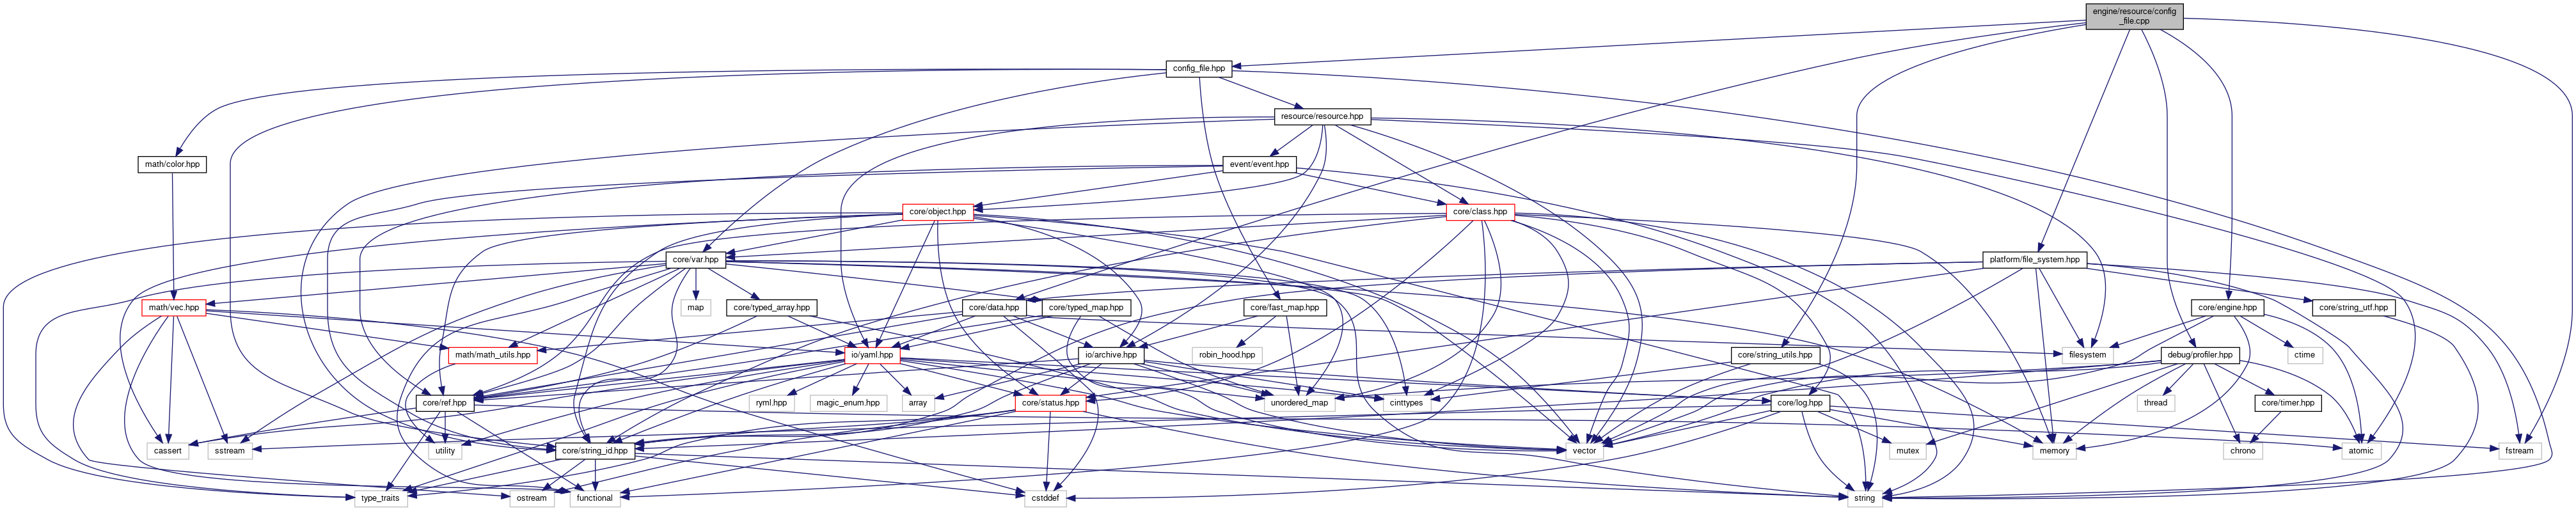 engine/resource/config
_file.cpp
config_file.hpp
resource/resource.hpp
math/color.hpp
event/event.hpp
core/object.hpp
core/class.hpp
core/var.hpp
platform/file_system.hpp
math/vec.hpp
map
core/typed_array.hpp
core/data.hpp
core/typed_map.hpp
core/fast_map.hpp
core/engine.hpp
core/string_utf.hpp
math/math_utils.hpp
io/yaml.hpp
io/archive.hpp
robin_hood.hpp
core/string_utils.hpp
filesystem
ctime
debug/profiler.hpp
core/ref.hpp
ryml.hpp
magic_enum.hpp
array
core/status.hpp
unordered_map
cinttypes
core/log.hpp
thread
core/timer.hpp
cassert
sstream
utility
core/string_id.hpp
vector
mutex
memory
chrono
atomic
fstream
type_traits
ostream
functional
cstddef
string